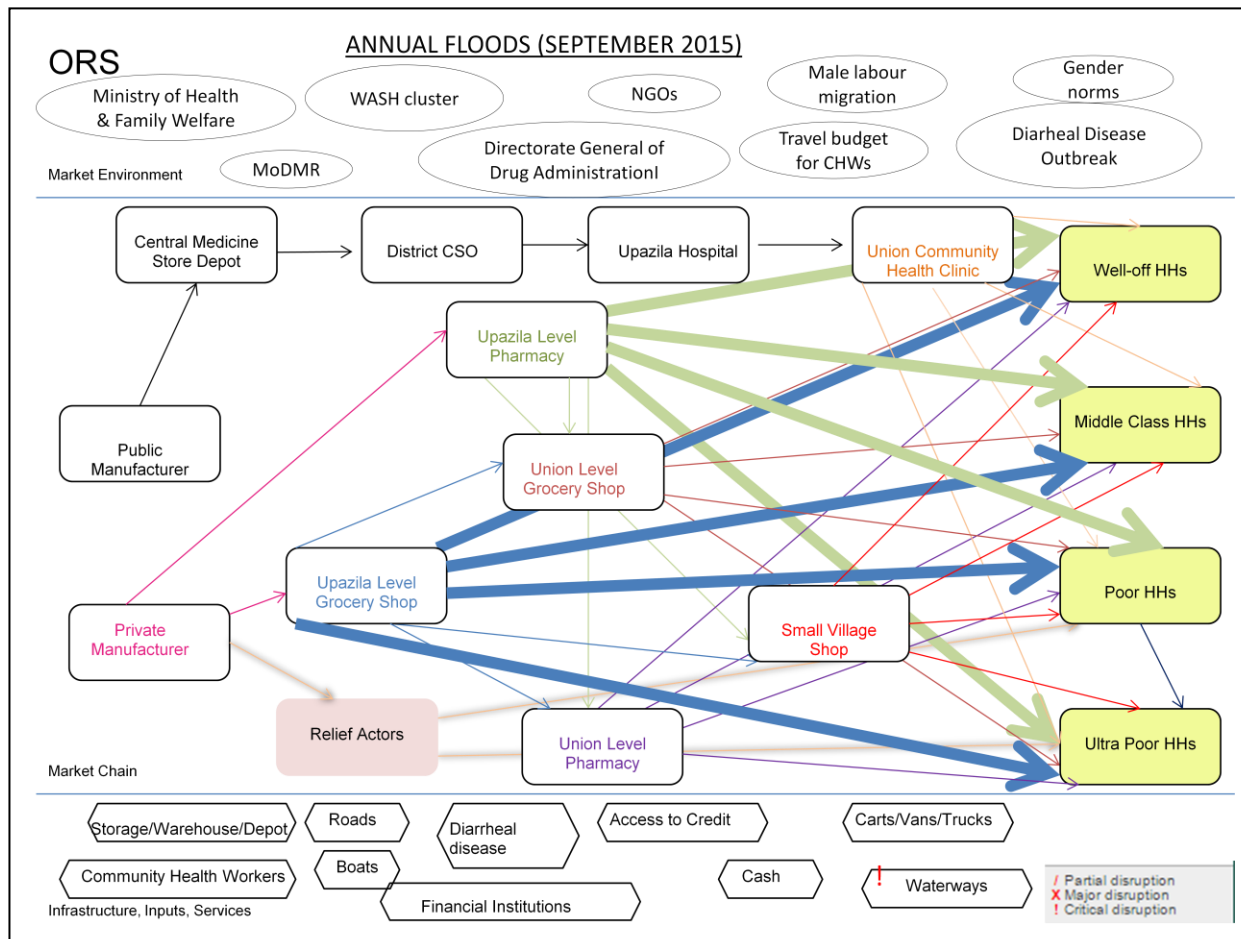 ANNUAL FLOODS (SEPTEMBER 2015)
ORS
Ministry of Health
& Family Welfare
WASH cluster
NGOs
Male labour
migration
Gender
norms
MoDMR
Directorate General of
Drug AdministrationI
Travel budget
for CHWs
Diarheal Disease
Outbreak
Market Environment
Central Medicine
Store Depot
District CSO
Upazila Hospital
Union Community
Health Clinic
Well-off HHs
Upazila Level
Pharmacy
Public
Manufacturer
Middle Class HHs
Union Level
Grocery Shop
Upazila Level
Grocery Shop
Poor HHs
Private
Manufacturer
Small Village
Shop
Relief Actors
Union Level
Pharmacy
Ultra Poor HHs
Market Chain
Storage/Warehouse/Depot
Roads
Diarrheal
disease
Access to Credit
Carts/Vans/Trucks
Community Health Workers
Boats
Financial Institutions
Cash
! Waterways
Infrastructure, Inputs, Services
/ Partial disruption
X Major disruption
! Critical disruption